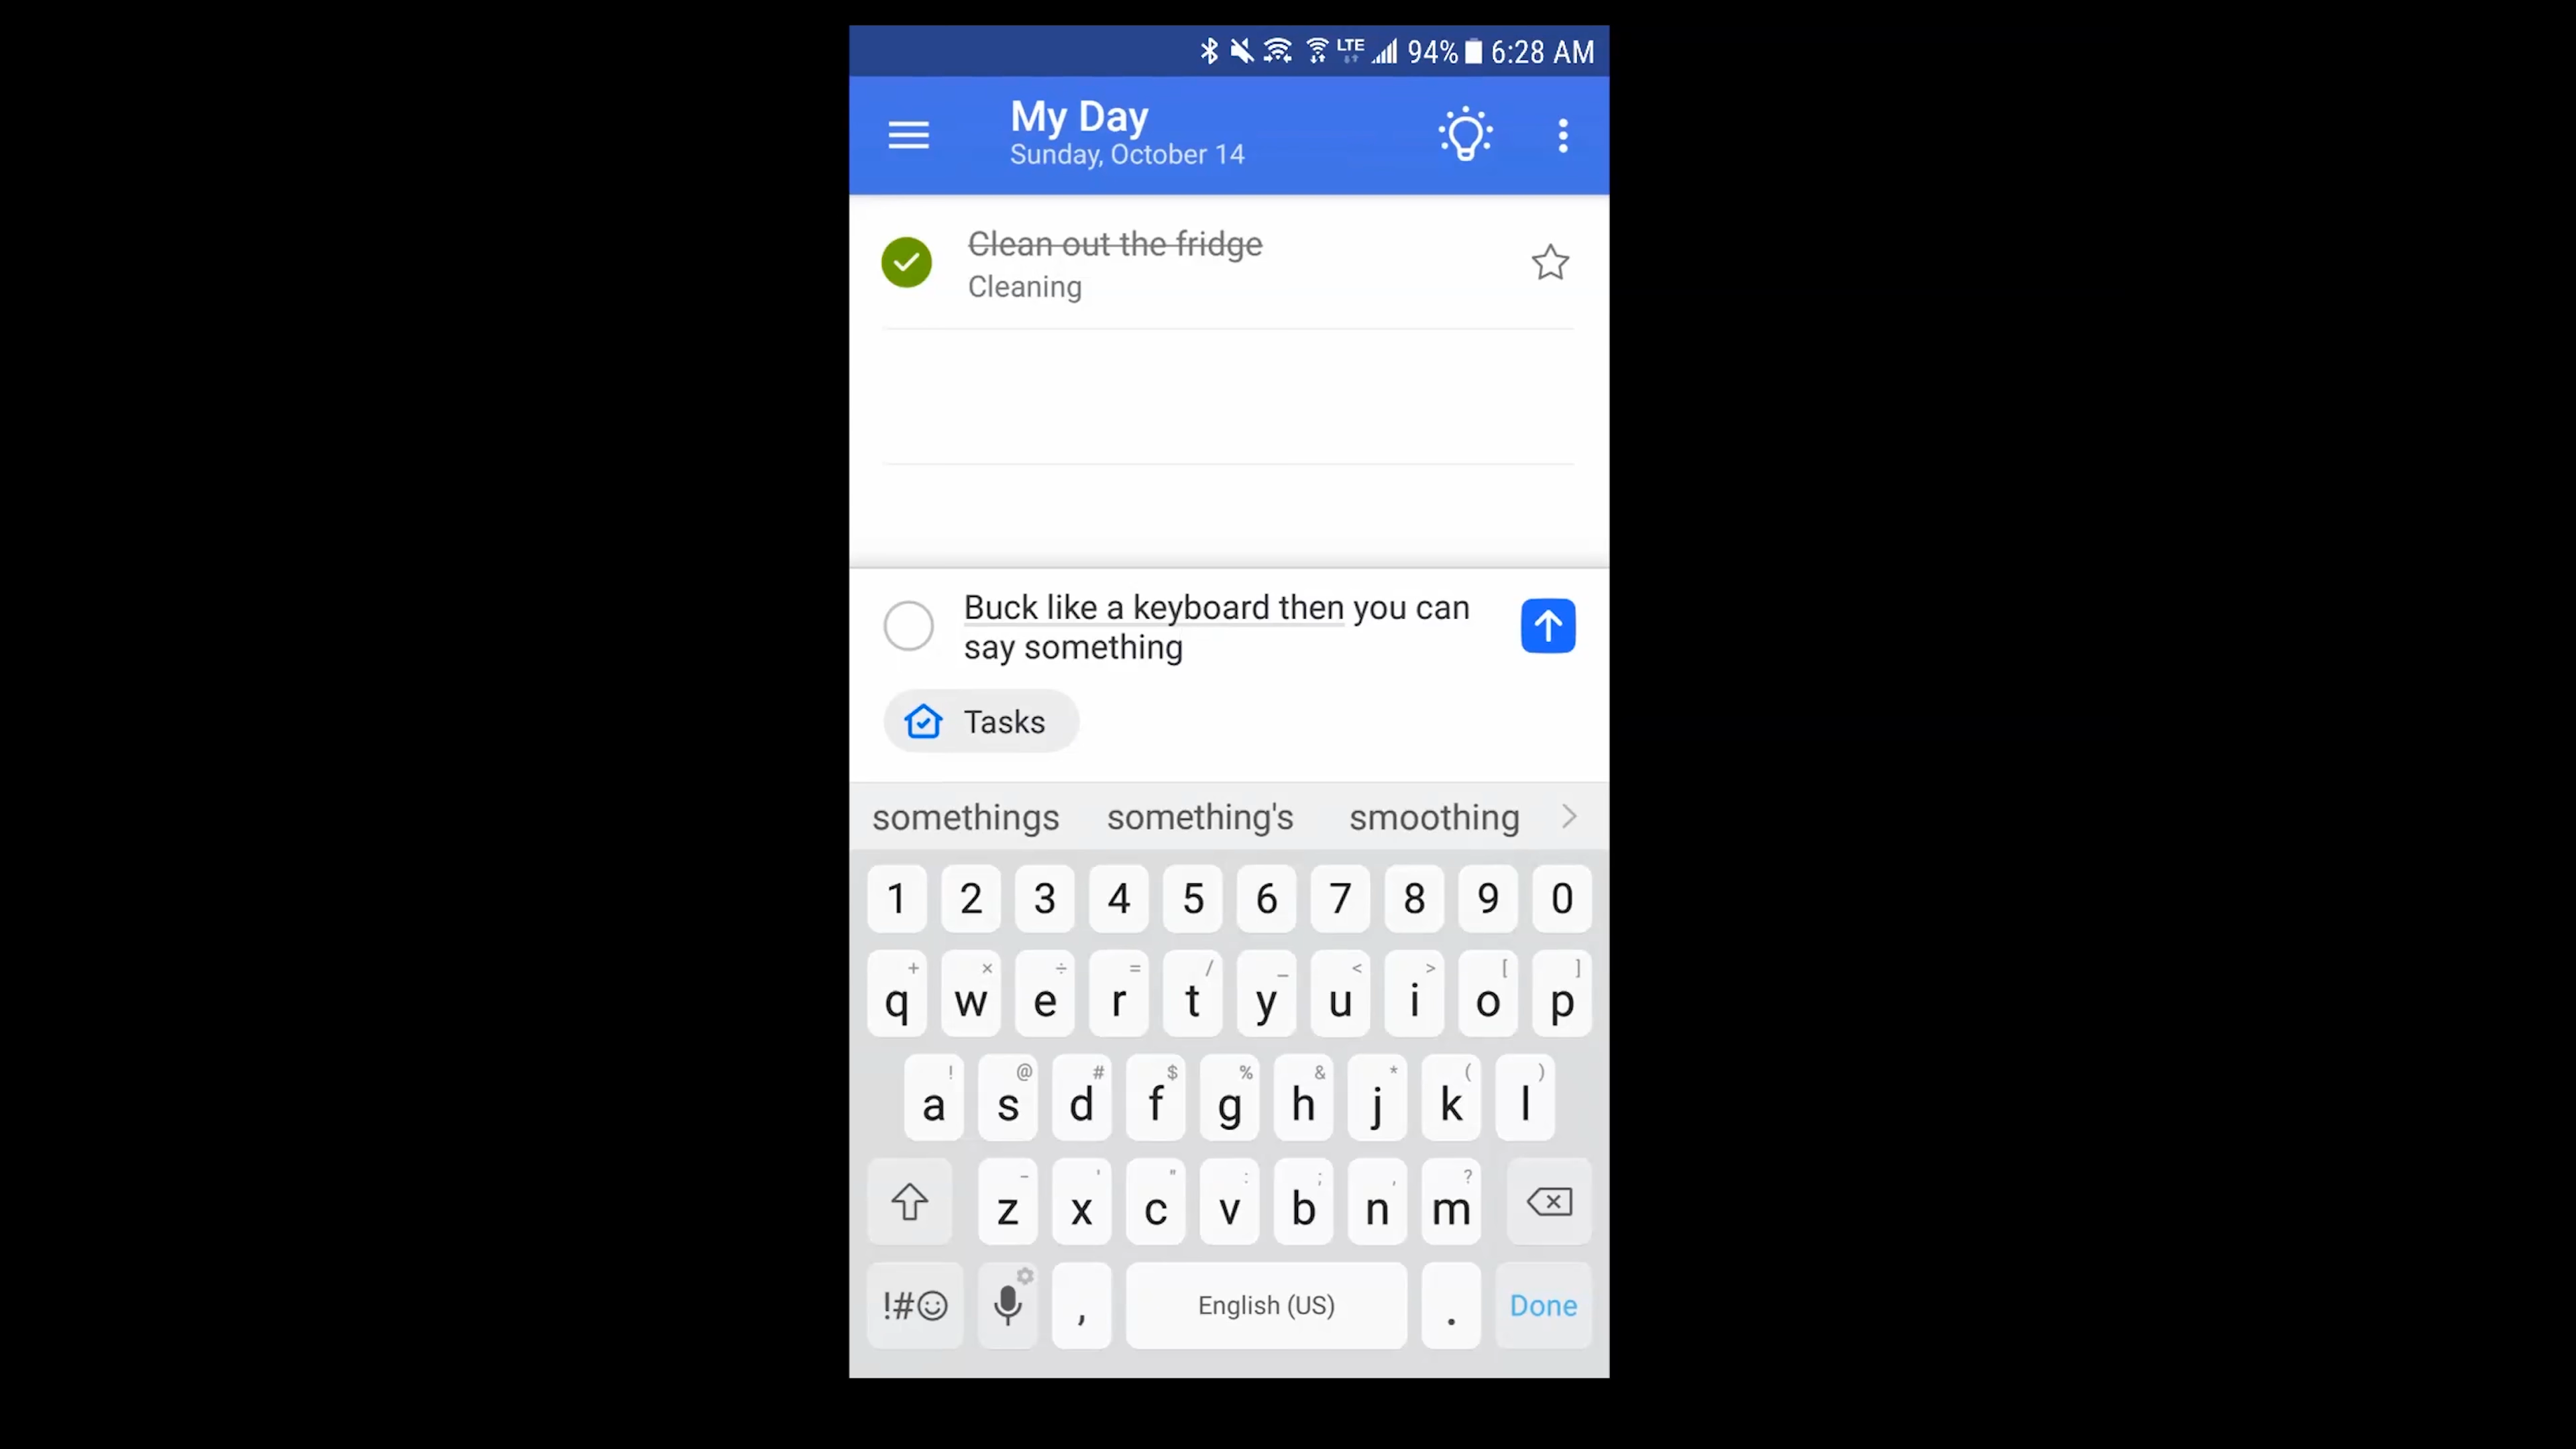 LTE 94% 6:28 AM
My Day
Sunday, October 14
Clean out the fridge
Cleaning
Buck like a keyboard then you can
say something
Tasks
somethings something's smoothing
1 2 3 4 5 6 7 8 9 0
+ × ÷ = / _ < > [ ]
q w e r t y u i o p
! @ # $ % & * ( )
a s d f g h j k l
- ' " : ; , ?
z x c v b n m
!#☺ , English (US) . Done